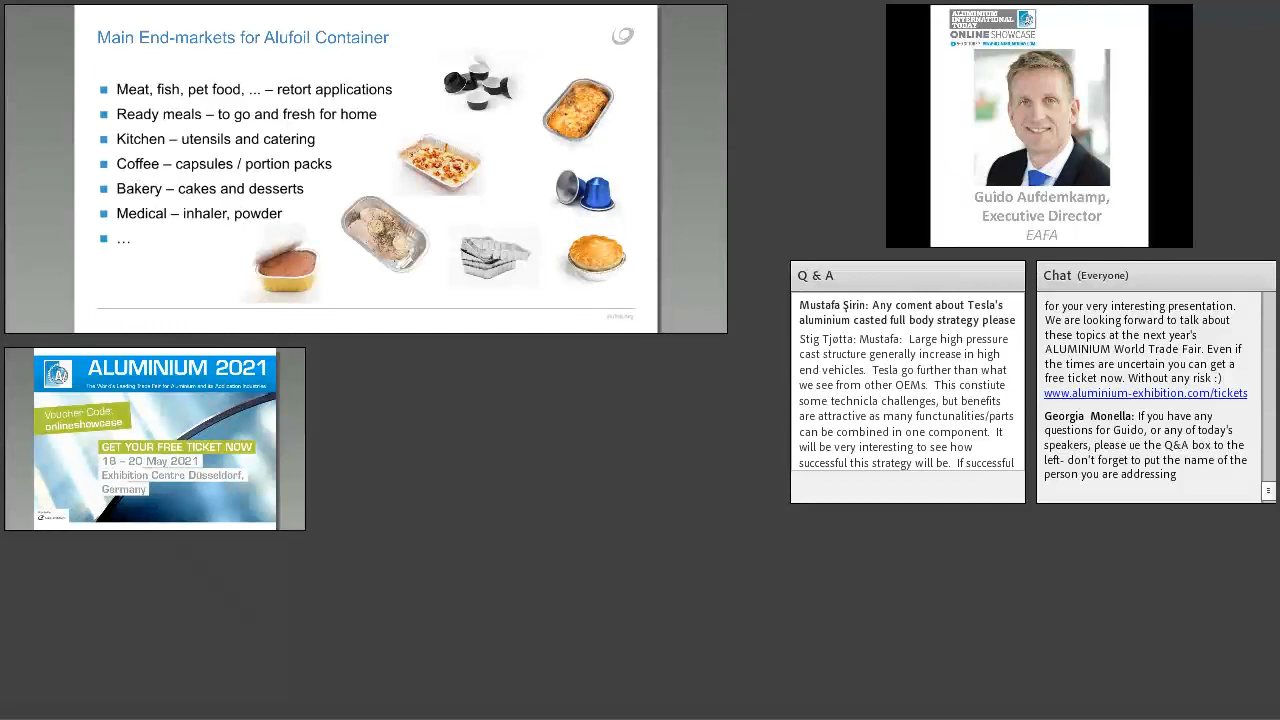 Main End-markets for Alufoil Container
Meat, fish, pet food, ... – retort applications
Ready meals – to go and fresh for home
Kitchen – utensils and catering
Coffee – capsules / portion packs
Bakery – cakes and desserts
Medical – inhaler, powder
...
ALUMINIUM
INTERNATIONAL
TODAY
ONLINE SHOWCASE
Guido Aufdemkamp,
Executive Director
EAFA
Q & A
Mustafa Şirin: Any coment about Tesla's
aluminium casted full body strategy please
Stig Tjøtta: Mustafa: Large high pressure
cast structure generally increase in high
end vehicles. Tesla go further than what
we see from other OEMs. This constiute
some technicla challenges, but benefits
are attractive as many functunalities/parts
can be combined in one component. It
will be very interesting to see how
successful this strategy will be. If successful
Chat (Everyone)
for your very interesting presentation.
We are looking forward to talk about
these topics at the next year's
ALUMINIUM World Trade Fair. Even if
the times are uncertain you can get a
free ticket now. Without any risk :)
www.aluminium-exhibition.com/tickets
Georgia Monella: If you have any
questions for Guido, or any of today's
speakers, please ue the Q&A box to the
left- don't forget to put the name of the
person you are addressing
ALUMINIUM 2021
The World's Leading Trade Fair for Aluminium and its Application Industries
Voucher Code:
onlineshowcase
GET YOUR FREE TICKET NOW
18 – 20 May 2021
Exhibition Centre Düsseldorf,
Germany